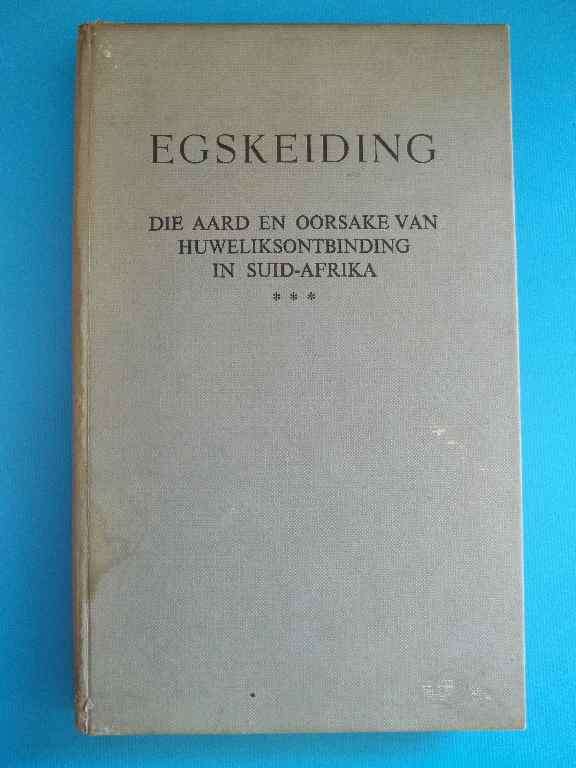 EGSKEIDING
DIE AARD EN OORSAKE VAN
HUWELIKSONTBINDING
IN SUID-AFRIKA
* * *